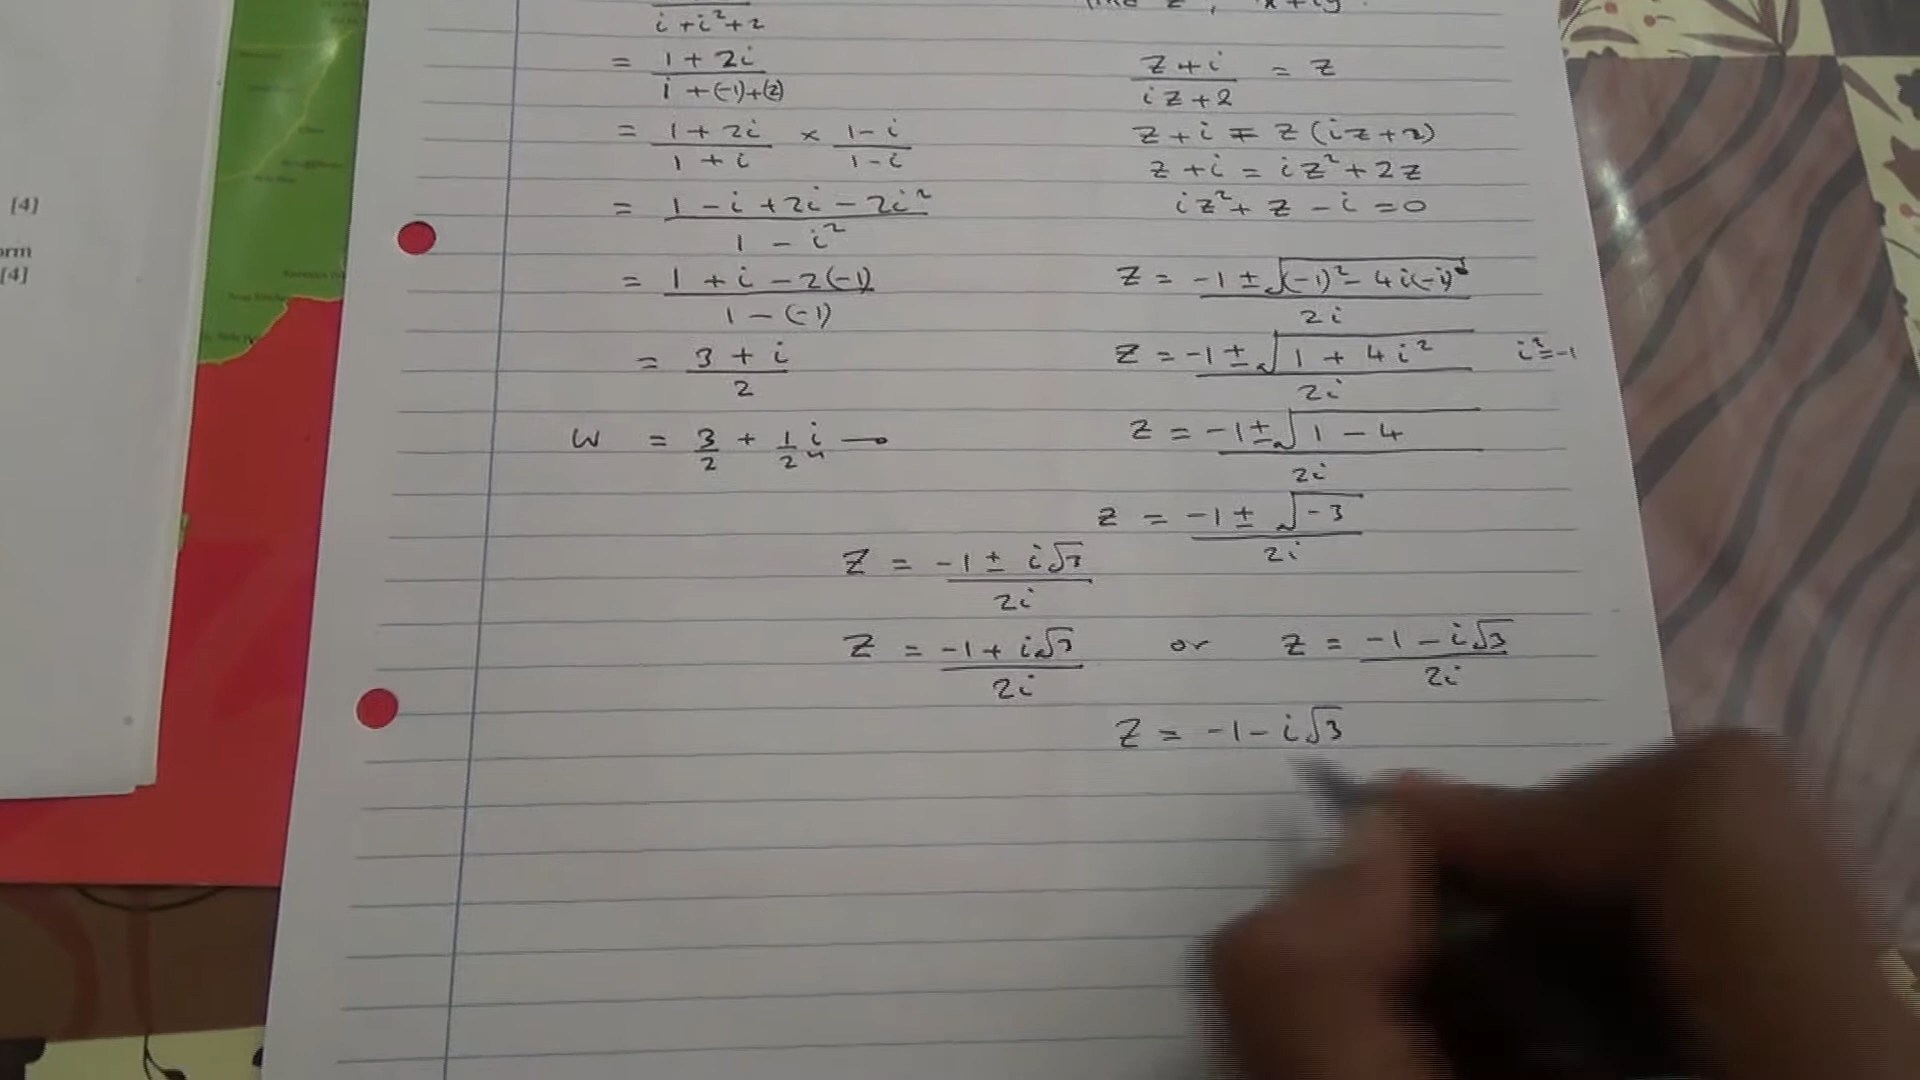 i + i² + 2
= 1 + 2i
i + (-1) + (2)
= 1 + 2i × 1 - i
1 + i 1 - i
= 1 - i + 2i - 2i²
1 - i²
= 1 + i - 2(-1)
1 - (-1)
= 3 + i
2
W = 3/2 + 1/2 i
x + iy
z + i = z
iz + 2
z + i = z (iz + 2)
z + i = iz² + 2z
iz² + z - i = 0
z = -1 ± √(-1)² - 4i(-i)
2i
z = -1 ± √1 + 4i² i² = -1
2i
z = -1 ± √1 - 4
2i
z = -1 ± √-3
2i
z = -1 ± i√3
2i
z = -1 + i√3 or z = -1 - i√3
2i 2i
z = -1 - i√3
[4]
orm
[4]